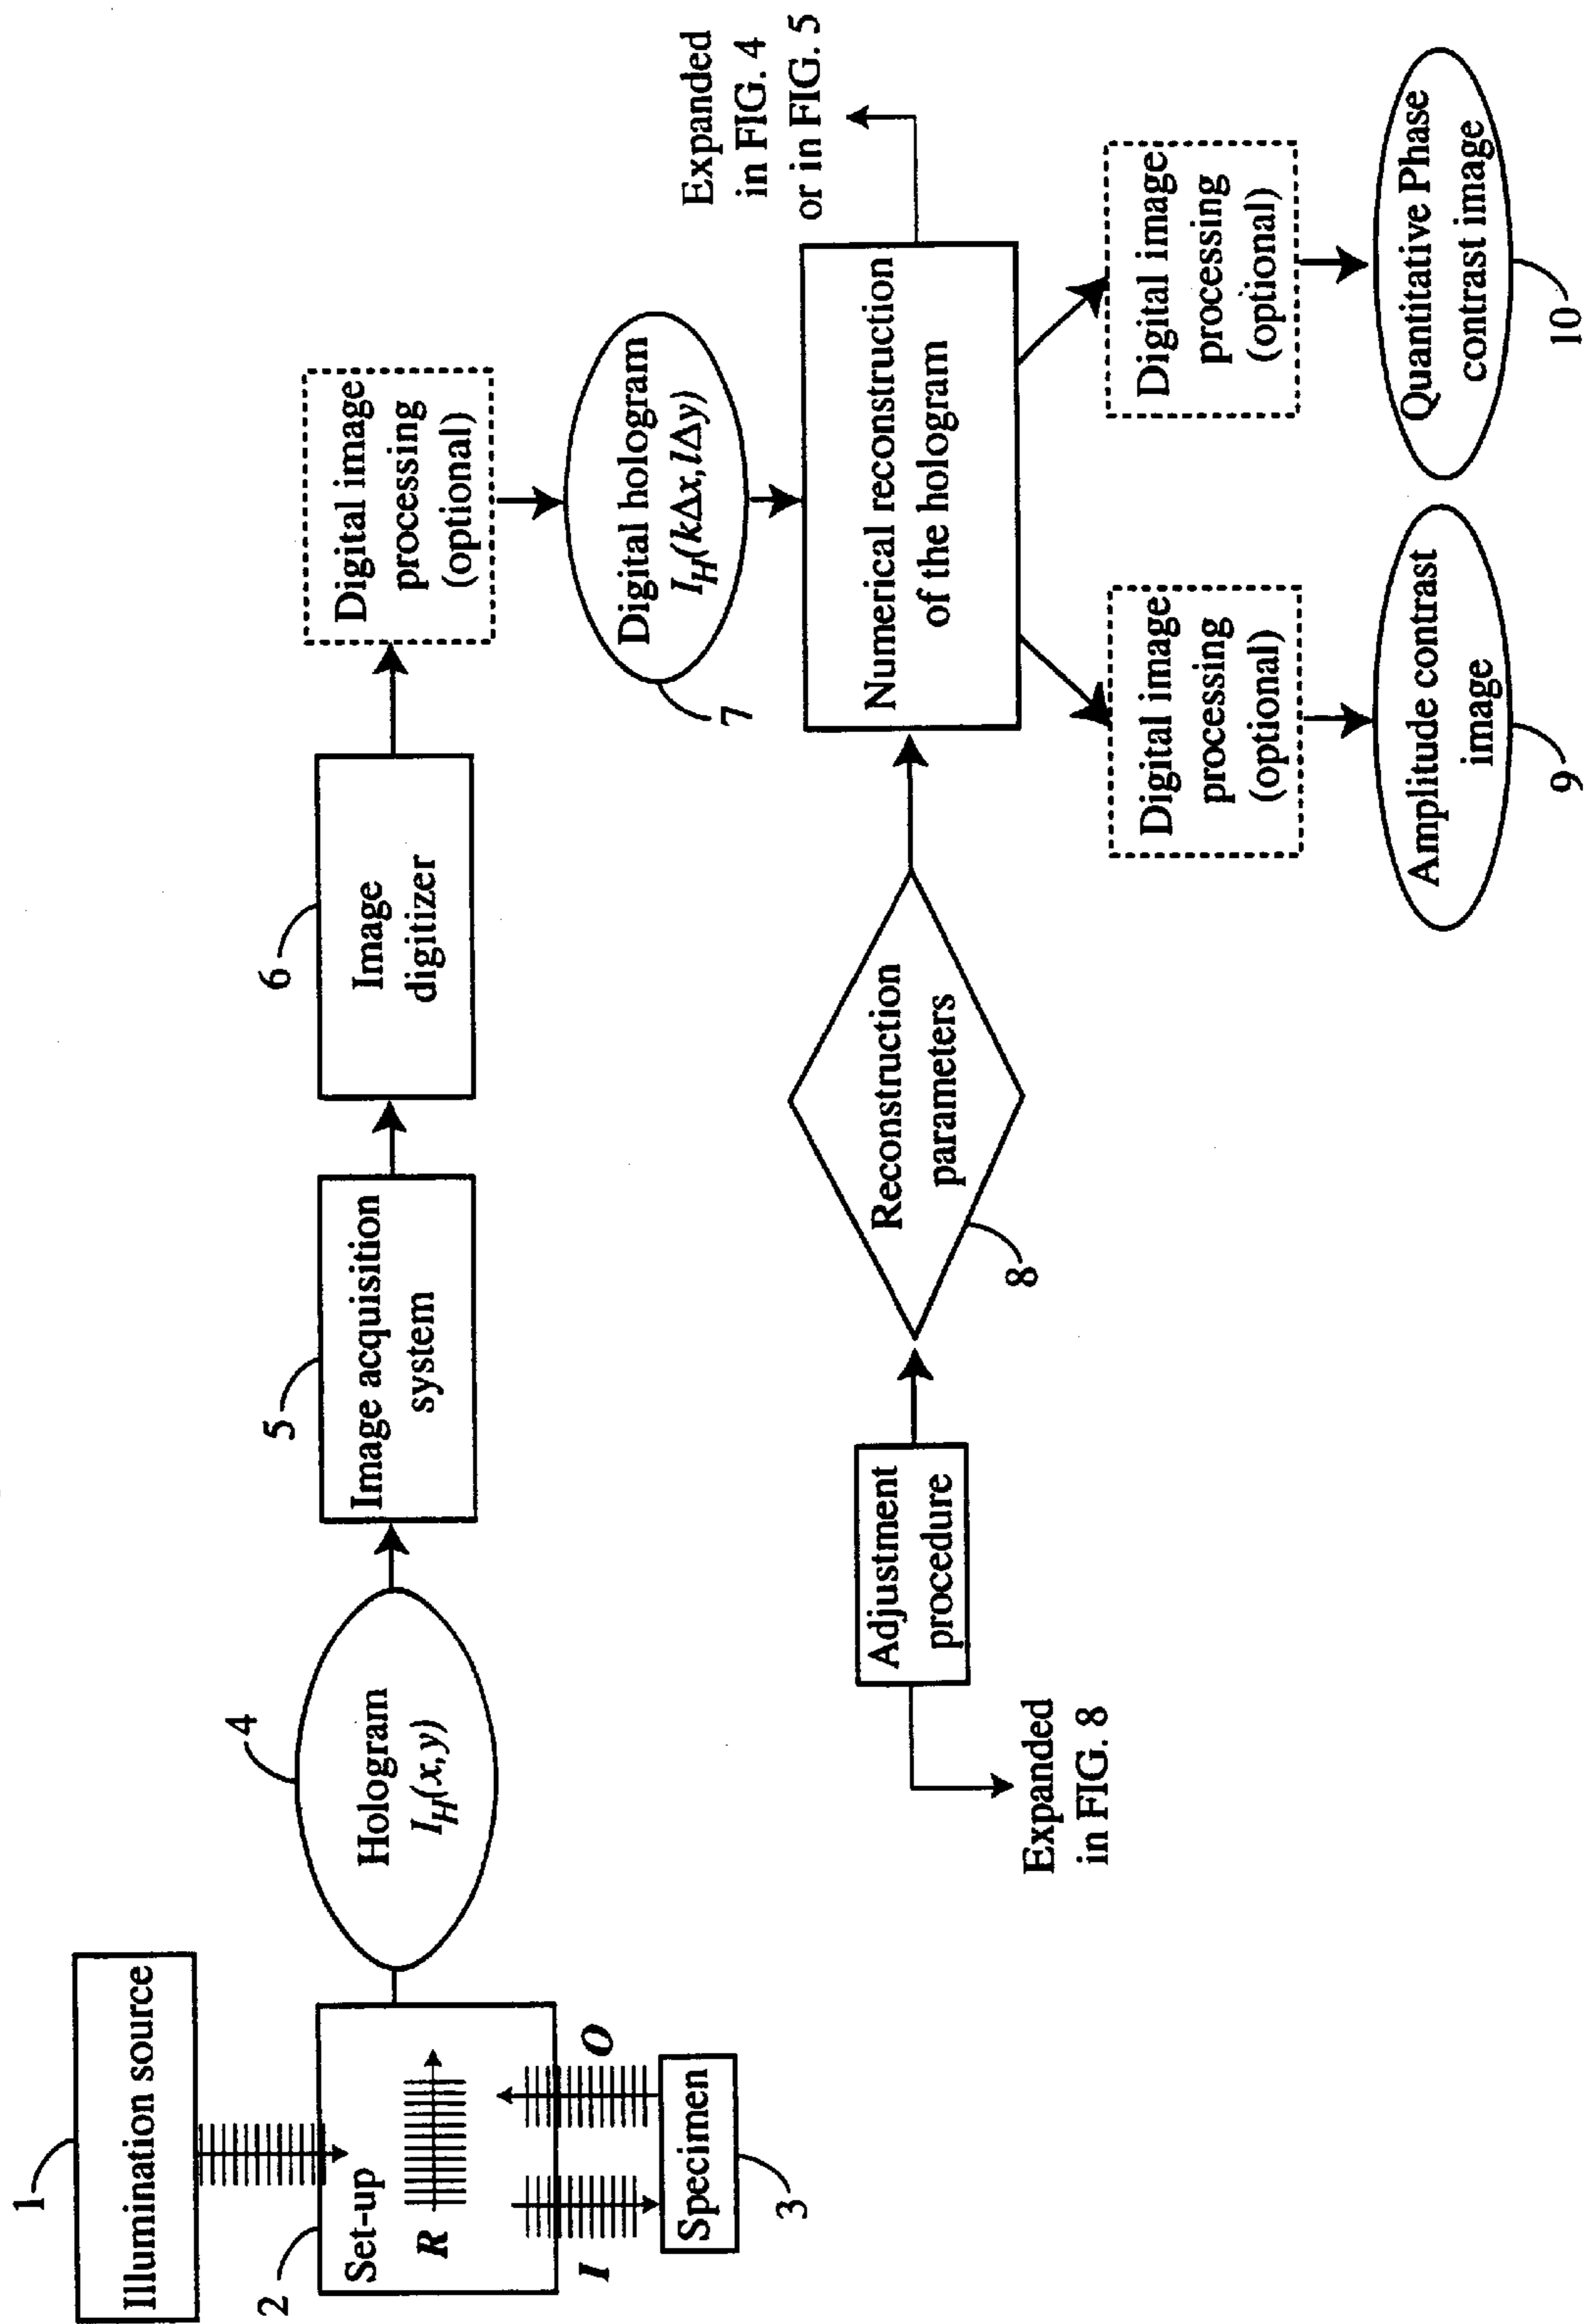 1
Illumination source
2
Set-up
R
I
O
Specimen
3
4
Hologram
I_H(x,y)
5
Image acquisition
system
6
Image
digitizer
Digital image
processing
(optional)
Digital hologram
I_H(kΔx,lΔy)
7
Expanded
in FIG. 8
Adjustment
procedure
Reconstruction
parameters
8
Numerical reconstruction
of the hologram
Expanded
in FIG. 4
or in FIG. 5
Digital image
processing
(optional)
Amplitude contrast
image
9
Digital image
processing
(optional)
Quantitative Phase
contrast image
10